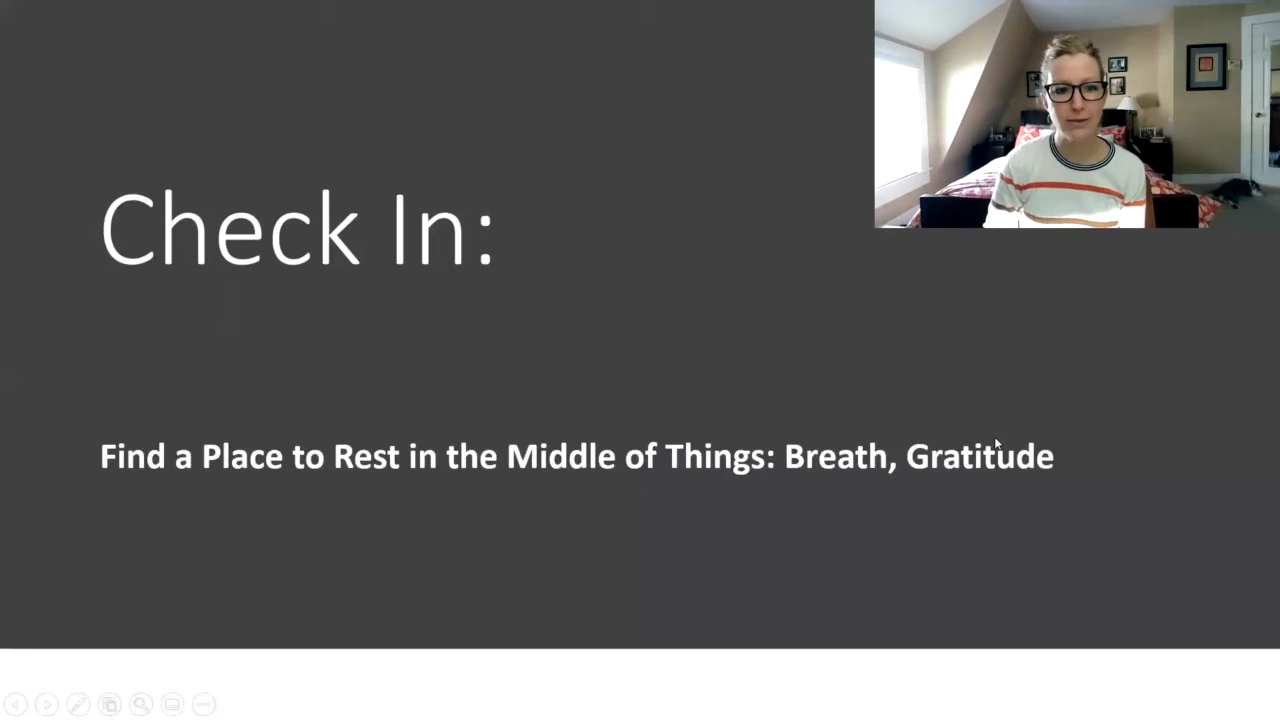 Check In:
Find a Place to Rest in the Middle of Things: Breath, Gratitude